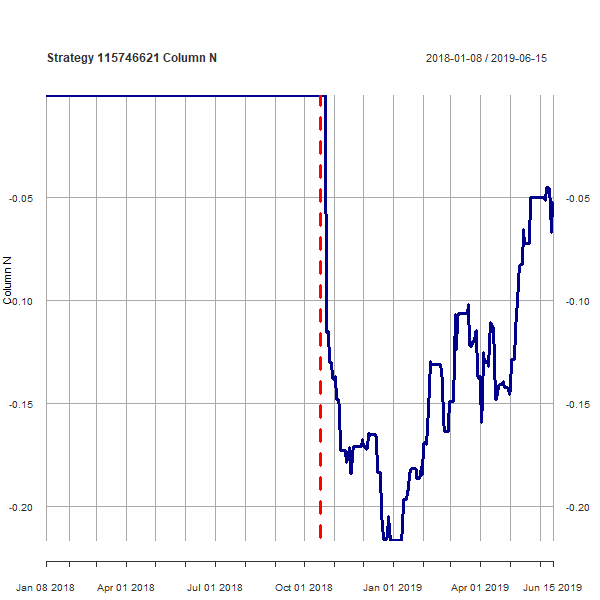 Strategy 115746621 Column N 2018-01-08 / 2019-06-15
-0.05 -0.05
Column N
-0.10 -0.10
-0.15 -0.15
-0.20 -0.20
Jan 08 2018 Apr 01 2018 Jul 01 2018 Oct 01 2018 Jan 01 2019 Apr 01 2019 Jun 15 2019